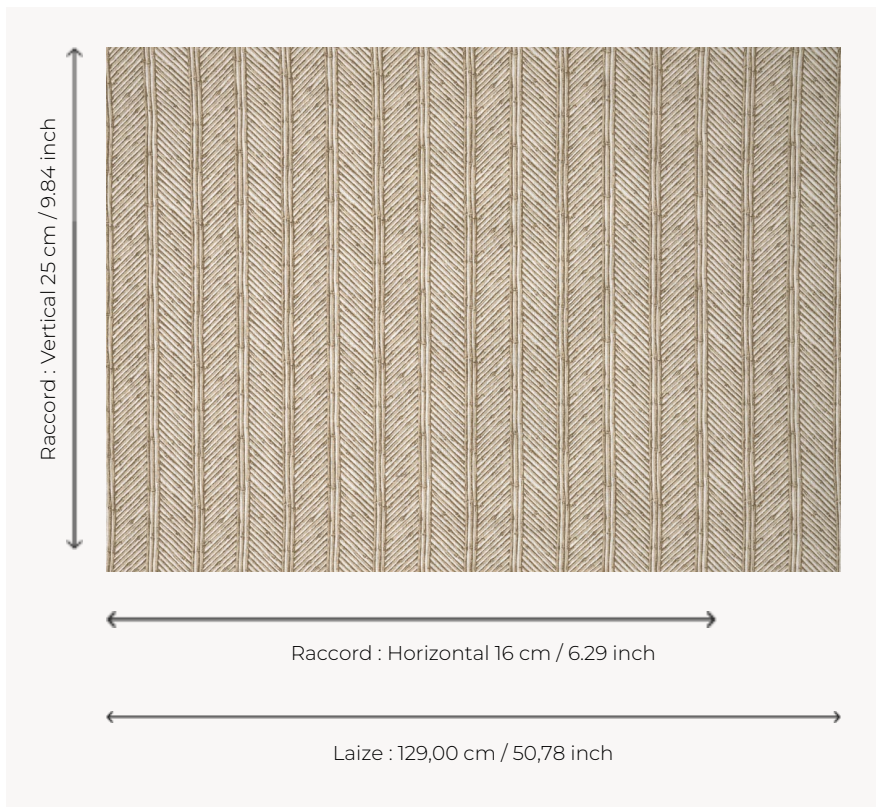 Raccord : Vertical 25 cm / 9.84 inch
Raccord : Horizontal 16 cm / 6.29 inch
Laize : 129,00 cm / 50,78 inch